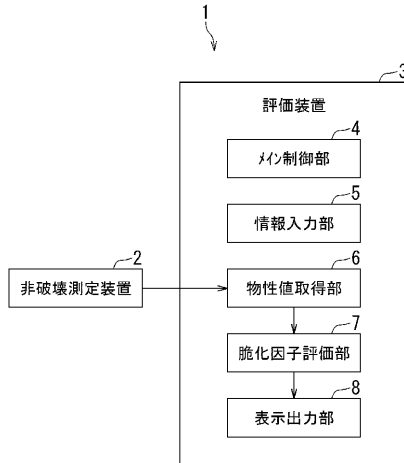 1
3
評価装置
4
メイン制御部
5
情報入力部
2
非破壊測定装置
6
物性値取得部
7
脆化因子評価部
8
表示出力部